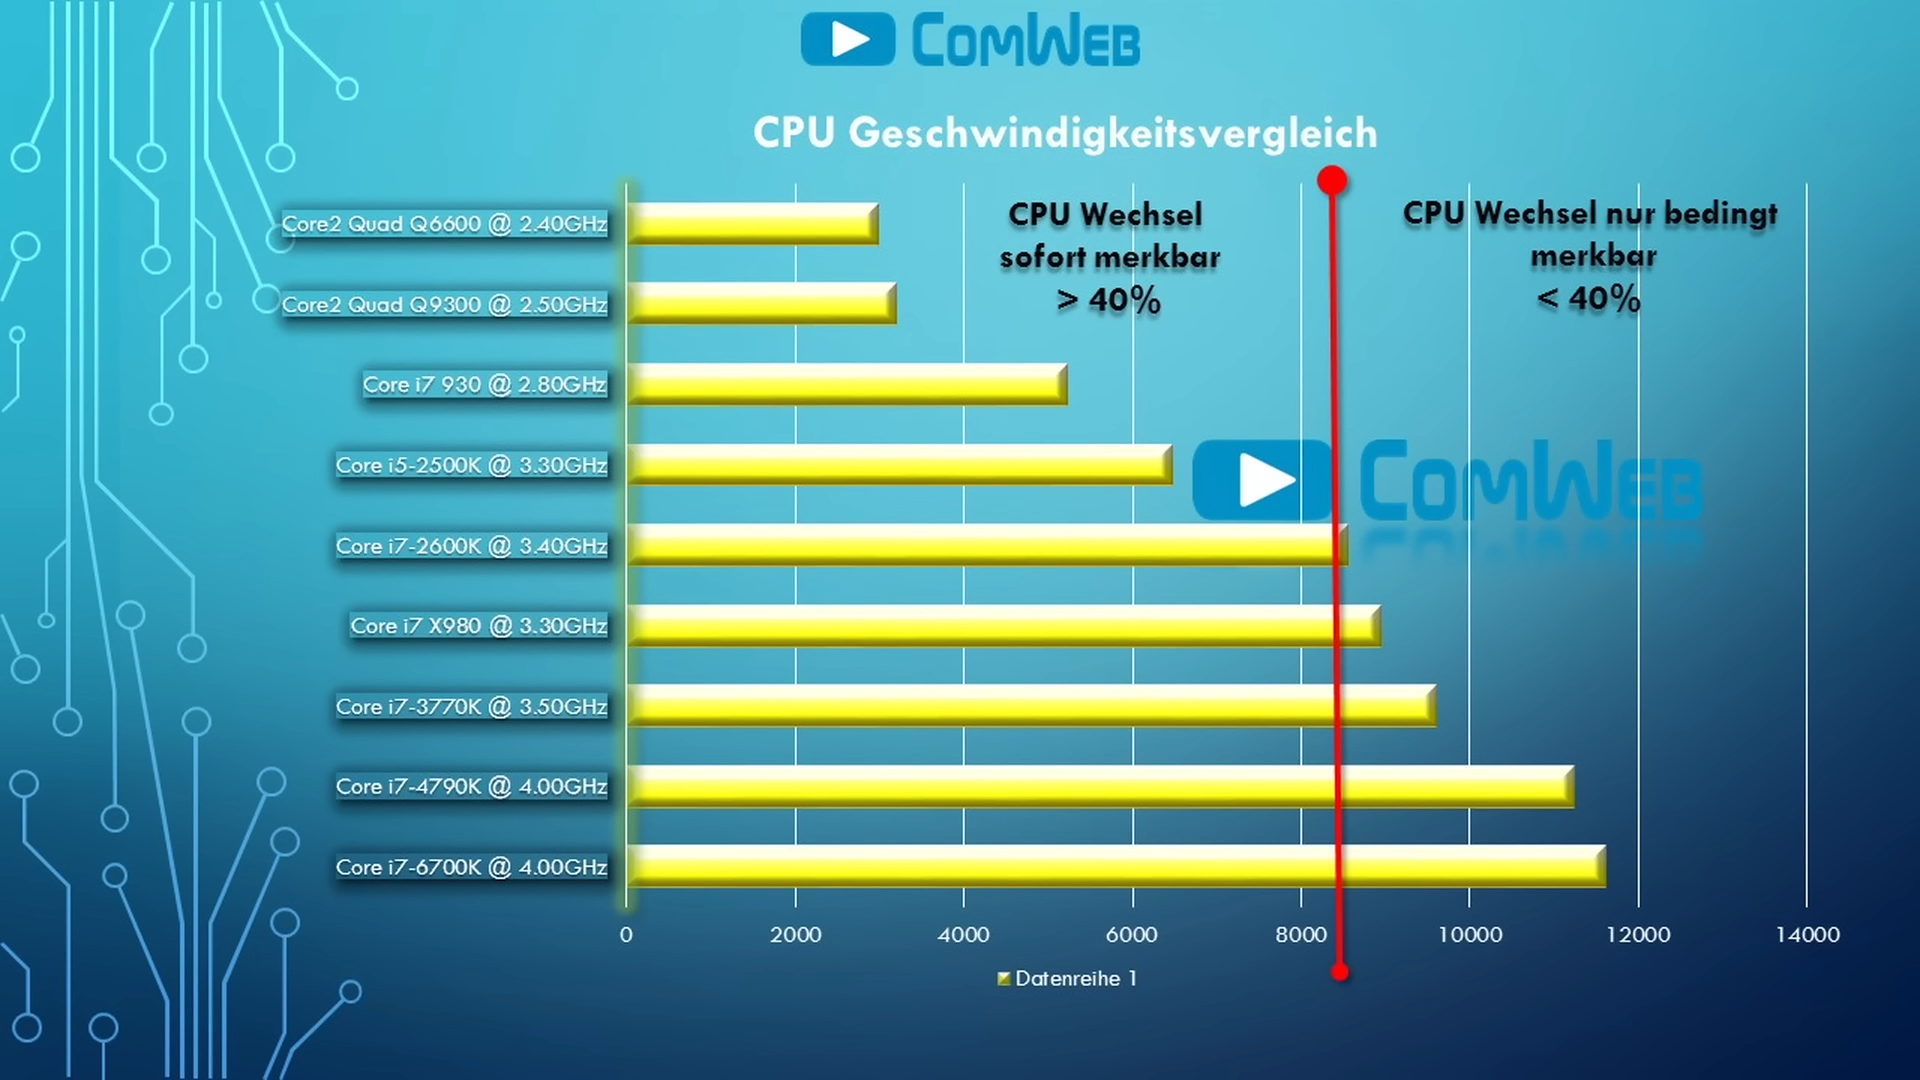 ComWeb
CPU Geschwindigkeitsvergleich
CPU Wechsel
sofort merkbar
> 40%
CPU Wechsel nur bedingt
merkbar
< 40%
Core2 Quad Q6600 @ 2.40GHz
Core2 Quad Q9300 @ 2.50GHz
Core i7 930 @ 2.80GHz
Core i5-2500K @ 3.30GHz
ComWeb
Core i7-2600K @ 3.40GHz
Core i7 X980 @ 3.30GHz
Core i7-3770K @ 3.50GHz
Core i7-4790K @ 4.00GHz
Core i7-6700K @ 4.00GHz
0 2000 4000 6000 8000 10000 12000 14000
Datenreihe 1